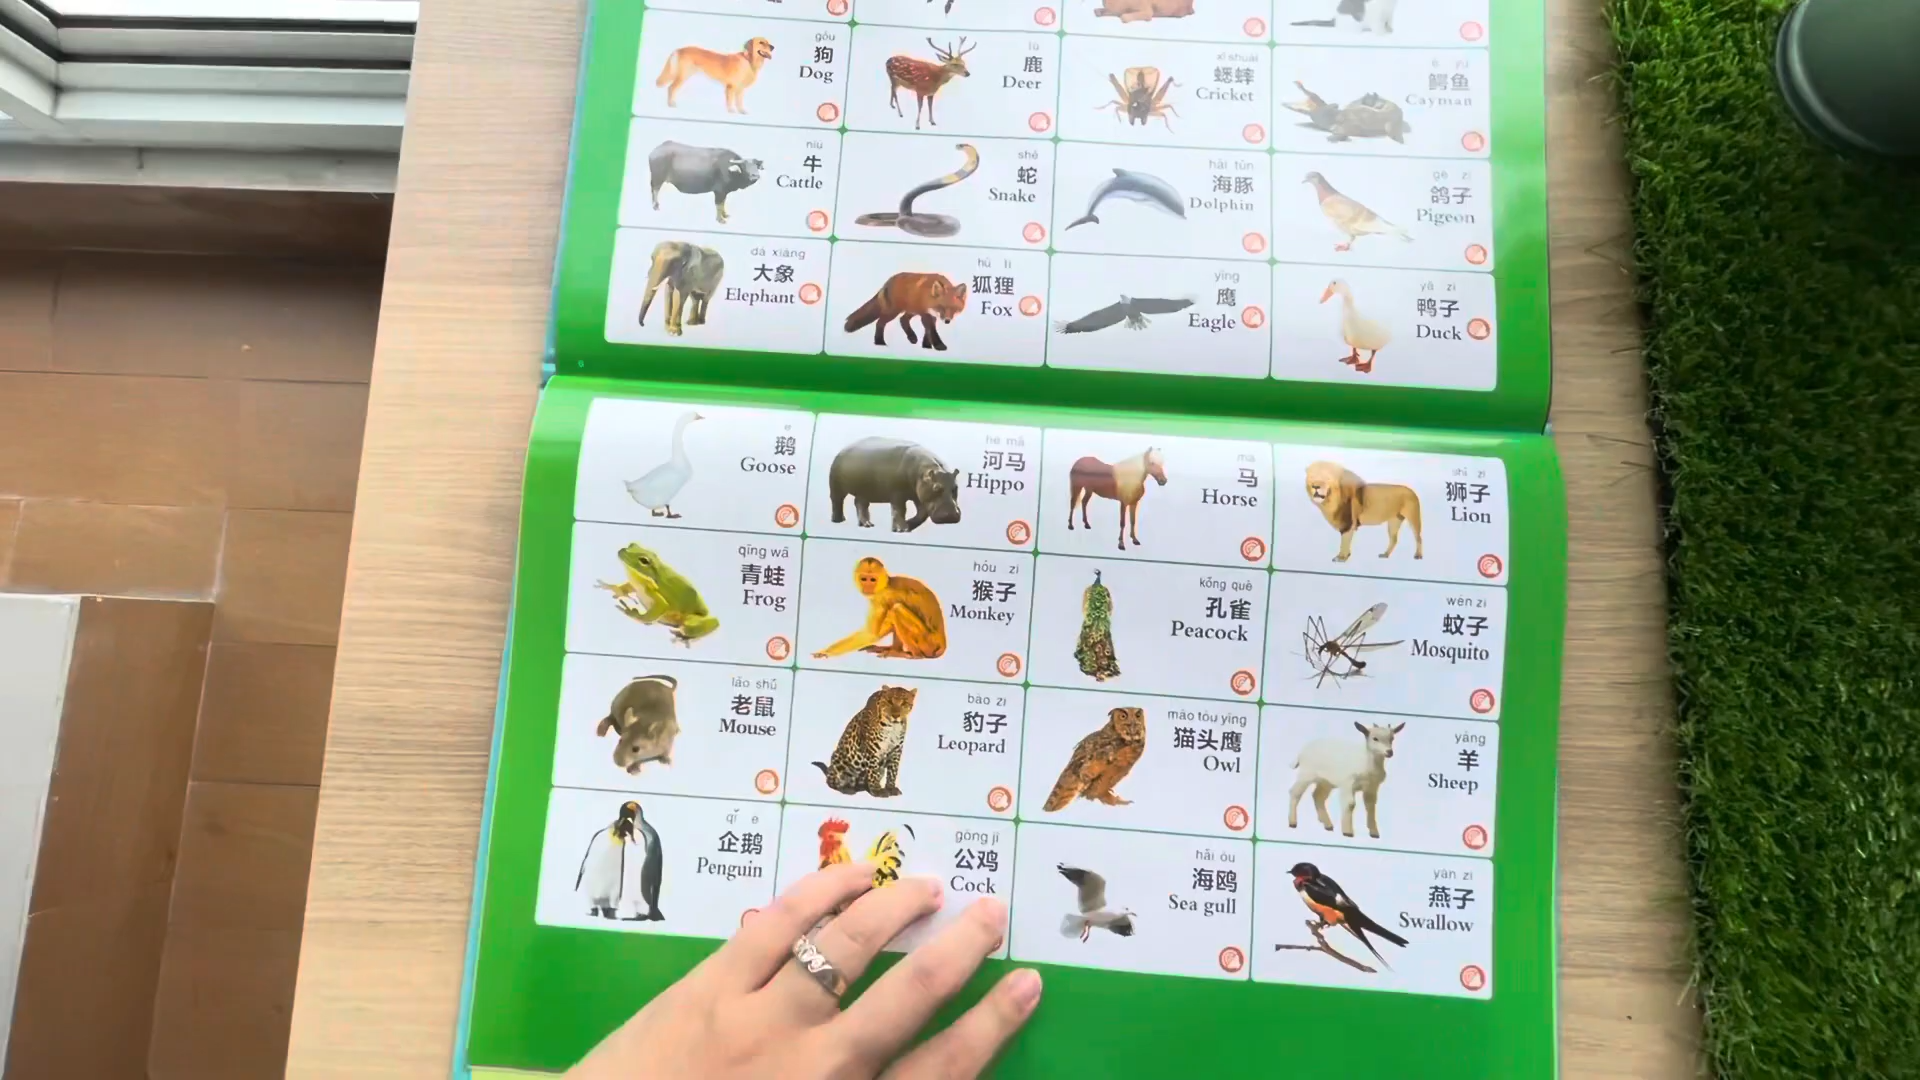 gǒu
狗
Dog
lù
鹿
Deer
xī shuài
蟋蟀
Cricket
è yú
鳄鱼
Cayman
niú
牛
Cattle
shé
蛇
Snake
hǎi tún
海豚
Dolphin
gē zi
鸽子
Pigeon
dà xiàng
大象
Elephant
hú li
狐狸
Fox
yīng
鹰
Eagle
yā zi
鸭子
Duck
é
鹅
Goose
hé mǎ
河马
Hippo
mǎ
马
Horse
shī zi
狮子
Lion
qīng wā
青蛙
Frog
hóu zi
猴子
Monkey
kǒng què
孔雀
Peacock
wén zi
蚊子
Mosquito
lǎo shǔ
老鼠
Mouse
bào zi
豹子
Leopard
māo tóu yīng
猫头鹰
Owl
yáng
羊
Sheep
qǐ é
企鹅
Penguin
gōng jī
公鸡
Cock
hǎi ōu
海鸥
Sea gull
yàn zi
燕子
Swallow